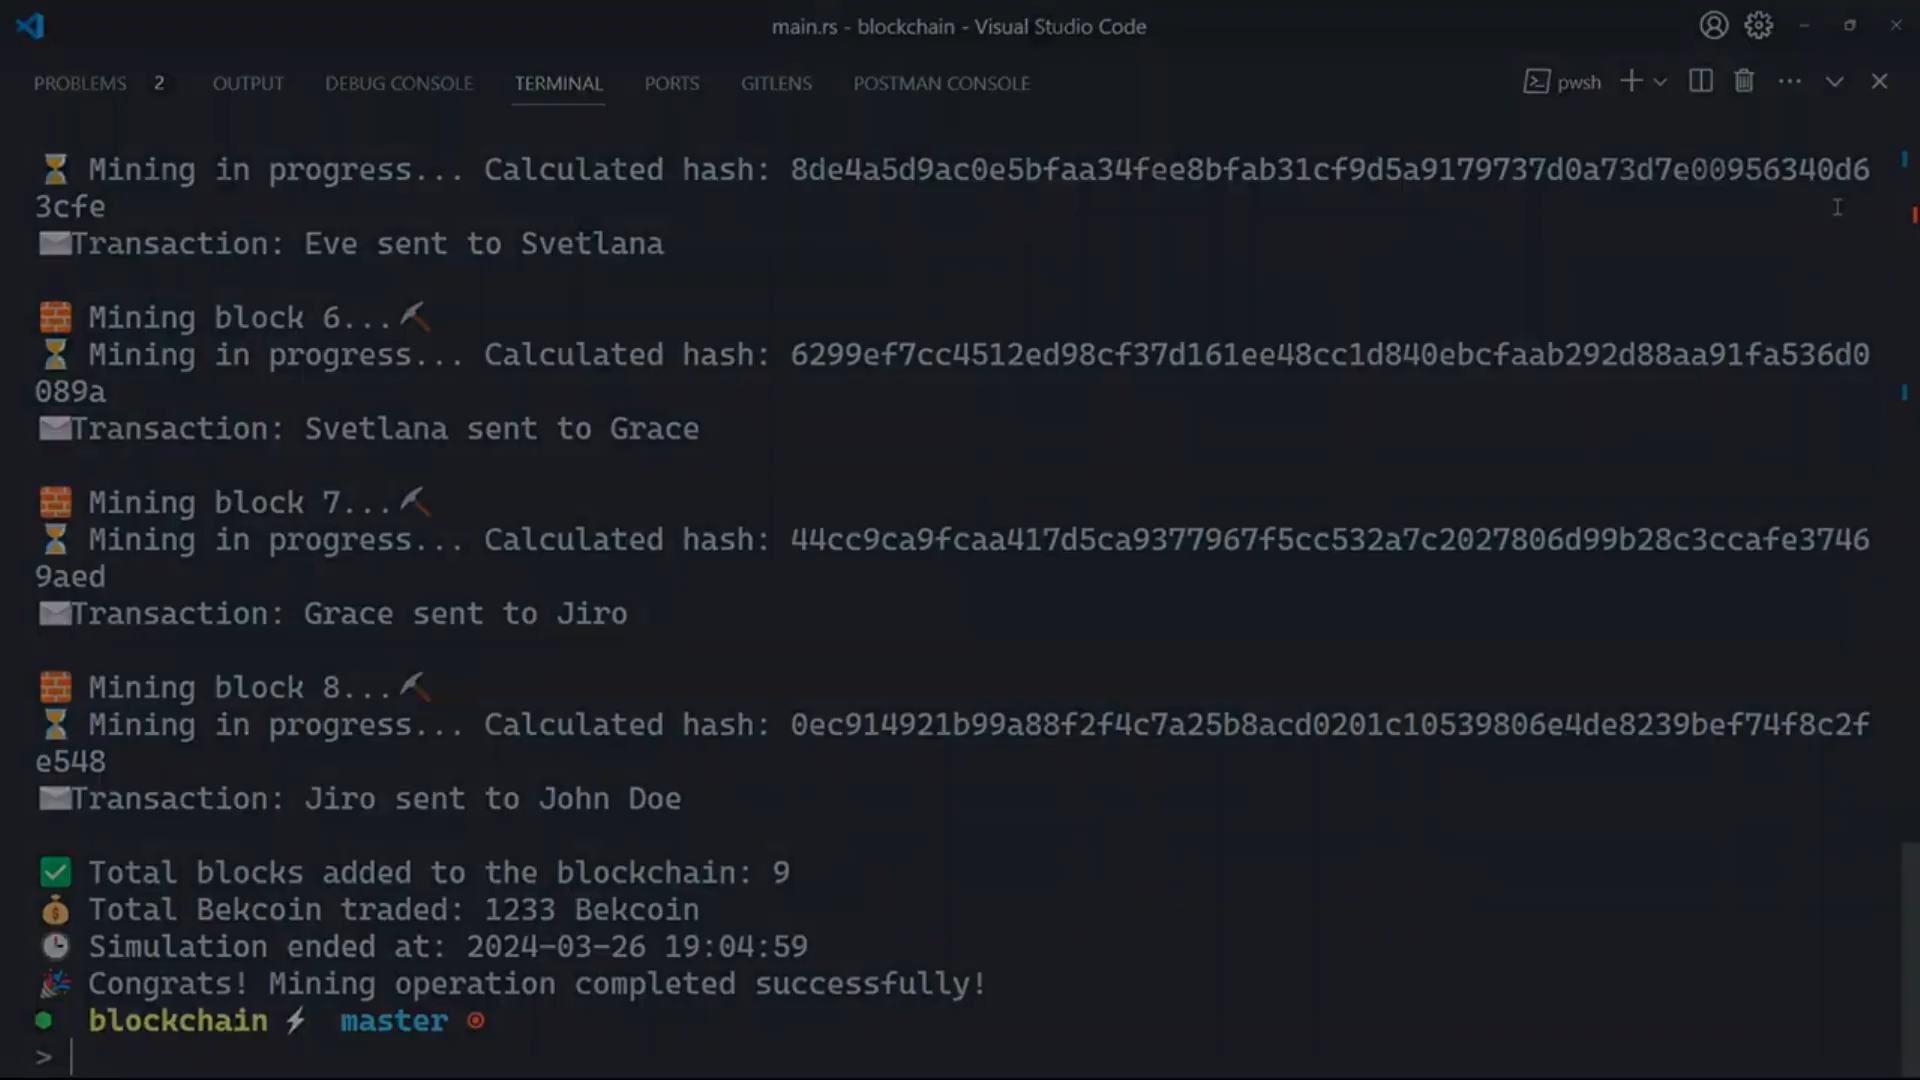 main.rs - blockchain - Visual Studio Code
PROBLEMS 2 OUTPUT DEBUG CONSOLE TERMINAL PORTS GITLENS POSTMAN CONSOLE pwsh
Mining in progress... Calculated hash: 8de4a5d9ac0e5bfaa34fee8bfab31cf9d5a9179737d0a73d7e00956340d6
3cfe
Transaction: Eve sent to Svetlana
Mining block 6...
Mining in progress... Calculated hash: 6299ef7cc4512ed98cf37d161ee48cc1d840ebcfaab292d88aa91fa536d0
089a
Transaction: Svetlana sent to Grace
Mining block 7...
Mining in progress... Calculated hash: 44cc9ca9fcaa417d5ca9377967f5cc532a7c2027806d99b28c3ccafe3746
9aed
Transaction: Grace sent to Jiro
Mining block 8...
Mining in progress... Calculated hash: 0ec914921b99a88f2f4c7a25b8acd0201c10539806e4de8239bef74f8c2f
e548
Transaction: Jiro sent to John Doe
Total blocks added to the blockchain: 9
Total Bekcoin traded: 1233 Bekcoin
Simulation ended at: 2024-03-26 19:04:59
Congrats! Mining operation completed successfully!
blockchain master
>